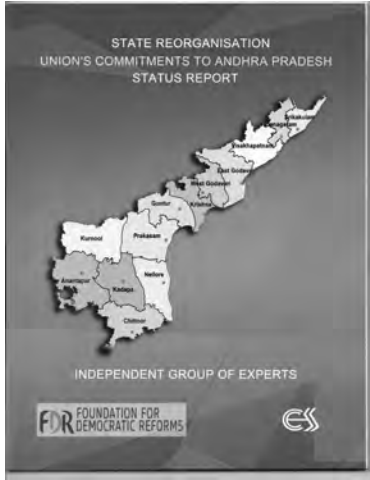 STATE REORGANISATION
UNION'S COMMITMENTS TO ANDHRA PRADESH
STATUS REPORT
Srikakulam
Vizianagaram
Visakhapatnam
East Godavari
West Godavari
Krishna
Guntur
Prakasam
Kurnool
Nellore
Anantapur
Kadapa
Chittoor
INDEPENDENT GROUP OF EXPERTS
FDR FOUNDATION FOR
DEMOCRATIC REFORMS